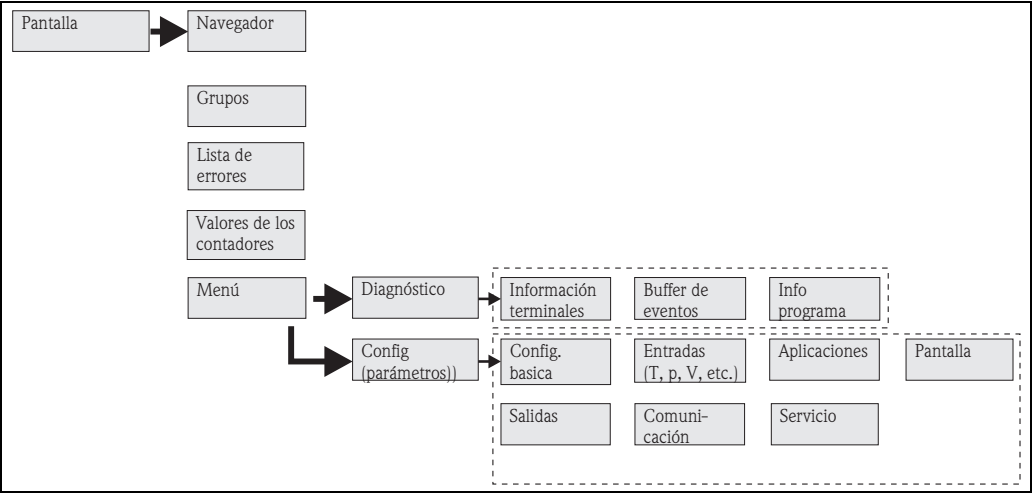 Pantalla
Navegador
Grupos
Lista de
errores
Valores de los
contadores
Menú
Diagnóstico
Información
terminales
Buffer de
eventos
Info
programa
Config
(parámetros))
Config.
basica
Entradas
(T, p, V, etc.)
Aplicaciones
Pantalla
Salidas
Comuni-
cación
Servicio